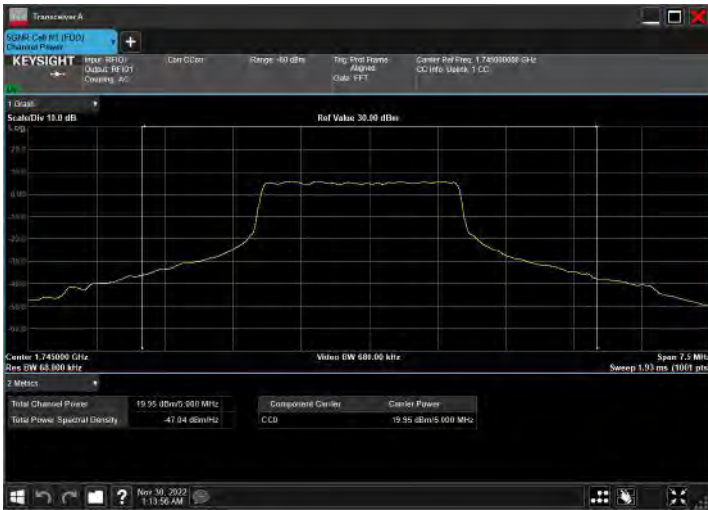 Transceiver A
5GNR Cell N1 (FDD)
Channel Power
KEYSIGHT
Input: RFIO1
Output: RFIO1
Coupling: AC
Corr CCorr
Range: -60 dBm
Trig: Prot Frame
Aligned
Gate: FFT
Carrier Ref Freq: 1.745000000 GHz
CC Info: Uplink, 1 CC
1 Graph
Scale/Div 10.0 dB
Ref Value 30.00 dBm
Log
Center 1.745000 GHz
Video BW 680.00 kHz
Span 7.5 MHz
Res BW 68.000 kHz
Sweep 1.93 ms (1001 pts
2 Metrics
Total Channel Power
19.95 dBm/5.000 MHz
Component Carrier
Carrier Power
Total Power Spectral Density
-47.04 dBm/Hz
CC0
19.95 dBm/5.000 MHz
Nov 30, 2022
1:13:56 AM